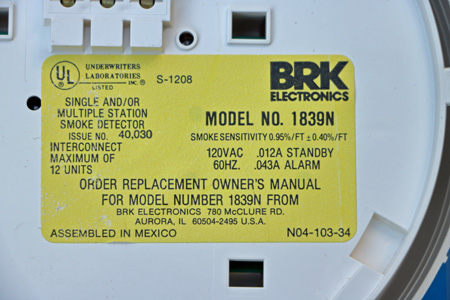 UL
UNDERWRITERS
LABORATORIES
INC.®
LISTED
S-1208
BRK
ELECTRONICS
SINGLE AND/OR
MULTIPLE STATION
SMOKE DETECTOR
ISSUE NO. 40,030
MODEL NO. 1839N
SMOKE SENSITIVITY 0.95%/FT ± 0.40%/FT
INTERCONNECT
MAXIMUM OF
12 UNITS
120VAC .012A STANDBY
60HZ. .043A ALARM
ORDER REPLACEMENT OWNER'S MANUAL
FOR MODEL NUMBER 1839N FROM
BRK ELECTRONICS 780 McCLURE RD.
AURORA, IL 60504-2495 U.S.A.
ASSEMBLED IN MEXICO
N04-103-34